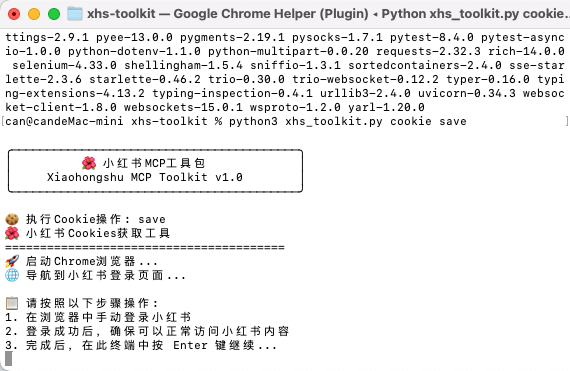 xhs-toolkit — Google Chrome Helper (Plugin) ◂ Python xhs_toolkit.py cookie...
ttings-2.9.1 pyee-13.0.0 pygments-2.19.1 pysocks-1.7.1 pytest-8.4.0 pytest-async
io-1.0.0 python-dotenv-1.1.0 python-multipart-0.0.20 requests-2.32.3 rich-14.0.0
 selenium-4.33.0 shellingham-1.5.4 sniffio-1.3.1 sortedcontainers-2.4.0 sse-star
lette-2.3.6 starlette-0.46.2 trio-0.30.0 trio-websocket-0.12.2 typer-0.16.0 typi
ng-extensions-4.13.2 typing-inspection-0.4.1 urllib3-2.4.0 uvicorn-0.34.3 websoc
ket-client-1.8.0 websockets-15.0.1 wsproto-1.2.0 yarl-1.20.0
[can@candeMac-mini xhs-toolkit % python3 xhs_toolkit.py cookie save ]
🌺 小红书MCP工具包
Xiaohongshu MCP Toolkit v1.0
🍪 执行Cookie操作: save
🌺 小红书Cookies获取工具
========================================
🚀 启动Chrome浏览器...
🌐 导航到小红书登录页面...
📋 请按照以下步骤操作:
1. 在浏览器中手动登录小红书
2. 登录成功后，确保可以正常访问小红书内容
3. 完成后，在此终端中按 Enter 键继续...